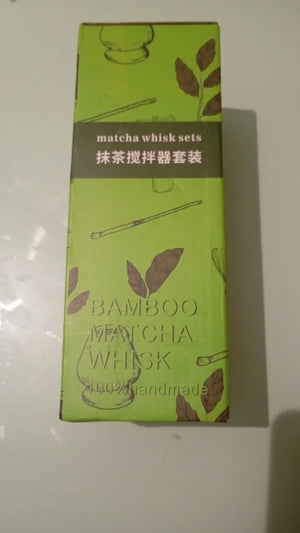 matcha whisk sets
抹茶搅拌器套装
BAMBOO
MATCHA
WHISK
100%handmade